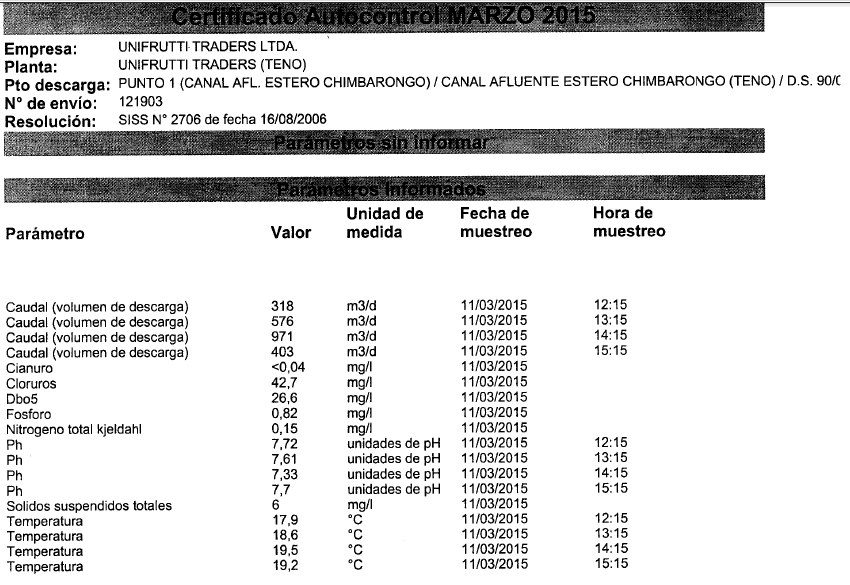 Certificado Autocontrol MARZO 2015
Empresa: UNIFRUTTI TRADERS LTDA.
Planta: UNIFRUTTI TRADERS (TENO)
Pto descarga: PUNTO 1 (CANAL AFL. ESTERO CHIMBARONGO) / CANAL AFLUENTE ESTERO CHIMBARONGO (TENO) / D.S. 90/0
N° de envío: 121903
Resolución: SISS N° 2706 de fecha 16/08/2006
Parámetros sin informar
Parámetros informados
Parámetro Valor Unidad de medida Fecha de muestreo Hora de muestreo
Caudal (volumen de descarga) 318 m3/d 11/03/2015 12:15
Caudal (volumen de descarga) 576 m3/d 11/03/2015 13:15
Caudal (volumen de descarga) 971 m3/d 11/03/2015 14:15
Caudal (volumen de descarga) 403 m3/d 11/03/2015 15:15
Cianuro <0,04 mg/l 11/03/2015
Cloruros 42,7 mg/l 11/03/2015
Dbo5 26,6 mg/l 11/03/2015
Fosforo 0,82 mg/l 11/03/2015
Nitrogeno total kjeldahl 0,15 mg/l 11/03/2015
Ph 7,72 unidades de pH 11/03/2015 12:15
Ph 7,61 unidades de pH 11/03/2015 13:15
Ph 7,33 unidades de pH 11/03/2015 14:15
Ph 7,7 unidades de pH 11/03/2015 15:15
Solidos suspendidos totales 6 mg/l 11/03/2015
Temperatura 17,9 °C 11/03/2015 12:15
Temperatura 18,6 °C 11/03/2015 13:15
Temperatura 19,5 °C 11/03/2015 14:15
Temperatura 19,2 °C 11/03/2015 15:15